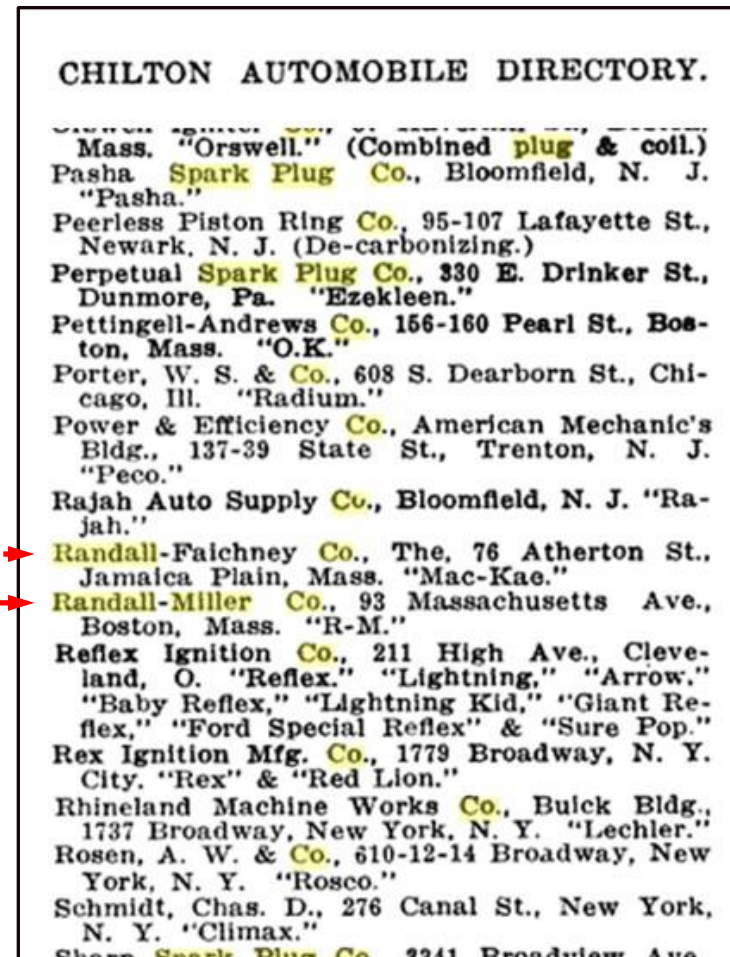 CHILTON AUTOMOBILE DIRECTORY.
Mass. "Orswell." (Combined plug & coil.)
Pasha Spark Plug Co., Bloomfield, N. J.
"Pasha."
Peerless Piston Ring Co., 95-107 Lafayette St.,
Newark, N. J. (De-carbonizing.)
Perpetual Spark Plug Co., 330 E. Drinker St.,
Dunmore, Pa. "Ezekleen."
Pettingell-Andrews Co., 156-160 Pearl St., Bos-
ton, Mass. "O.K."
Porter, W. S. & Co., 608 S. Dearborn St., Chi-
cago, Ill. "Radium."
Power & Efficiency Co., American Mechanic's
Bldg., 137-39 State St., Trenton, N. J.
"Peco."
Rajah Auto Supply Co., Bloomfield, N. J. "Ra-
jah."
Randall-Faichney Co., The, 76 Atherton St.,
Jamaica Plain, Mass. "Mac-Kae."
Randall-Miller Co., 93 Massachusetts Ave.,
Boston, Mass. "R-M."
Reflex Ignition Co., 211 High Ave., Cleve-
land, O. "Reflex." "Lightning," "Arrow."
"Baby Reflex," "Lightning Kid," "Giant Re-
flex," "Ford Special Reflex" & "Sure Pop."
Rex Ignition Mfg. Co., 1779 Broadway, N. Y.
City. "Rex" & "Red Lion."
Rhineland Machine Works Co., Buick Bldg.,
1737 Broadway, New York, N. Y. "Lechler."
Rosen, A. W. & Co., 610-12-14 Broadway, New
York, N. Y. "Rosco."
Schmidt, Chas. D., 276 Canal St., New York,
N. Y. "Climax."
Spark Plug Co. 3341 Broadview Ave.